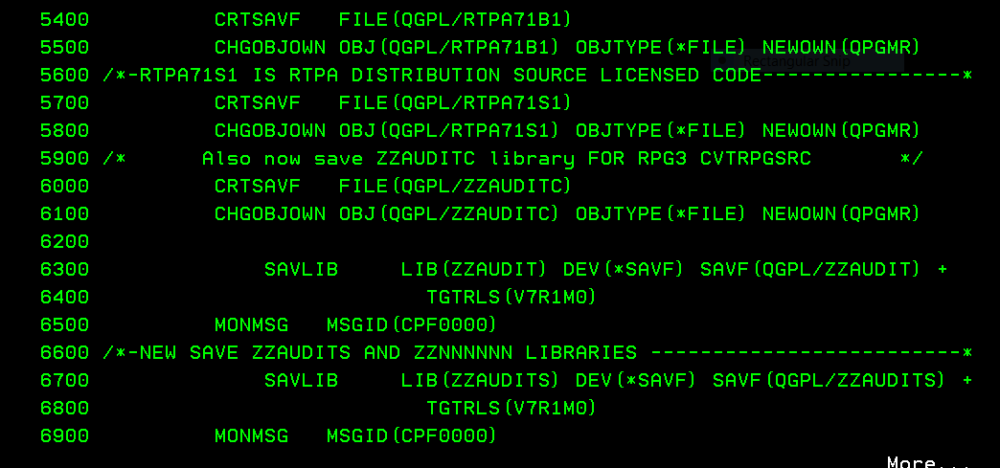 5400 CRTSAVF FILE(QGPL/RTPA71B1)
5500 CHGOBJOWN OBJ(QGPL/RTPA71B1) OBJTYPE(*FILE) NEWOWN(QPGMR)
Rectangular Snip
5600 /*-RTPA71S1 IS RTPA DISTRIBUTION SOURCE LICENSED CODE----------------*
5700 CRTSAVF FILE(QGPL/RTPA71S1)
5800 CHGOBJOWN OBJ(QGPL/RTPA71S1) OBJTYPE(*FILE) NEWOWN(QPGMR)
5900 /* Also now save ZZAUDITC library FOR RPG3 CVTRPGSRC */
6000 CRTSAVF FILE(QGPL/ZZAUDITC)
6100 CHGOBJOWN OBJ(QGPL/ZZAUDITC) OBJTYPE(*FILE) NEWOWN(QPGMR)
6200
6300 SAVLIB LIB(ZZAUDIT) DEV(*SAVF) SAVF(QGPL/ZZAUDIT) +
6400 TGTRLS(V7R1M0)
6500 MONMSG MSGID(CPF0000)
6600 /*-NEW SAVE ZZAUDITS AND ZZNNNNNN LIBRARIES -------------------------*
6700 SAVLIB LIB(ZZAUDITS) DEV(*SAVF) SAVF(QGPL/ZZAUDITS) +
6800 TGTRLS(V7R1M0)
6900 MONMSG MSGID(CPF0000)
More...